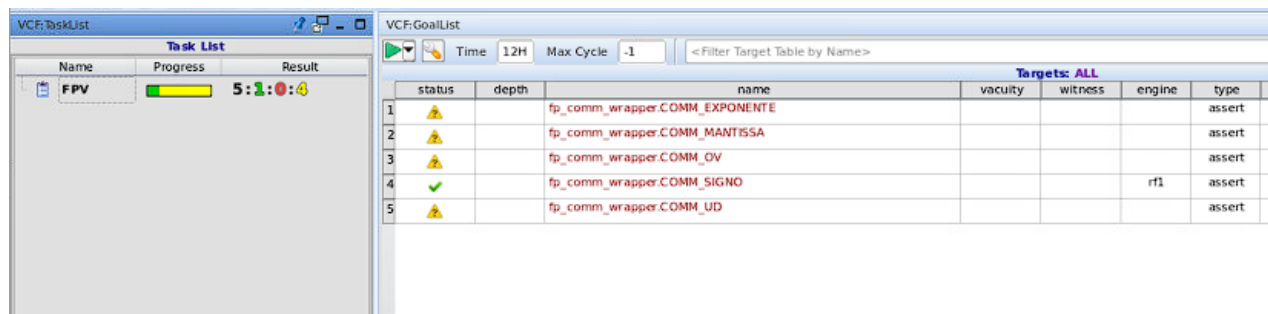 VCF:TaskList
Task List
Name Progress Result
FPV 5:1:0:4
VCF:GoalList
Time 12H Max Cycle -1 <Filter Target Table by Name>
Targets: ALL
status depth name vacuity witness engine type
1 fp_comm_wrapper.COMM_EXPONENTE assert
2 fp_comm_wrapper.COMM_MANTISSA assert
3 fp_comm_wrapper.COMM_OV assert
4 fp_comm_wrapper.COMM_SIGNO rf1 assert
5 fp_comm_wrapper.COMM_UD assert